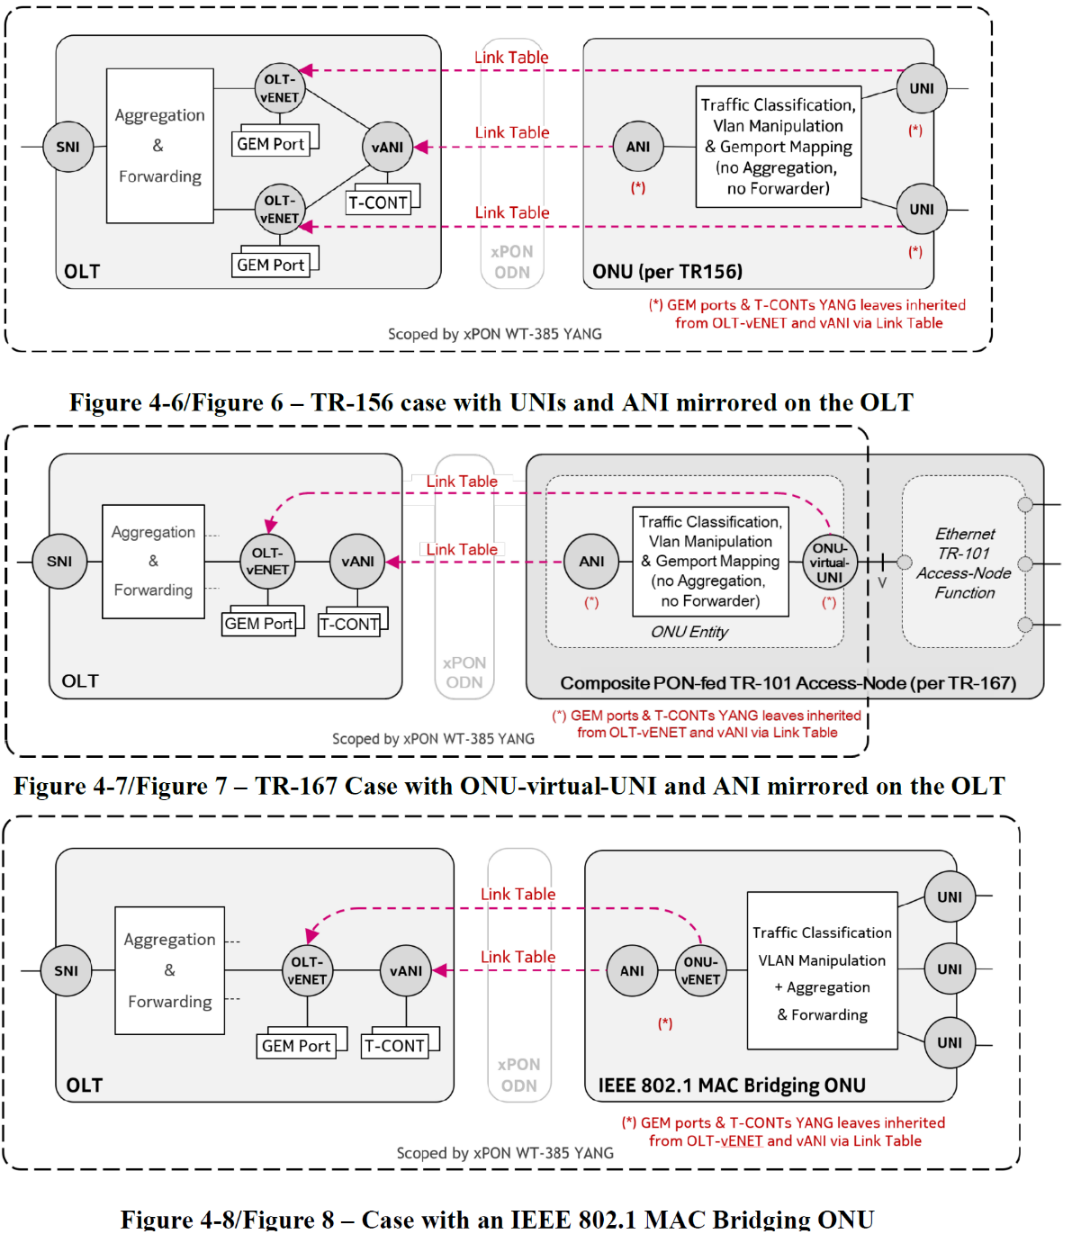 Link Table
OLT-
vENET
UNI
Aggregation
&
Forwarding
Traffic Classification,
Vlan Manipulation
& Gemport Mapping
(no Aggregation,
no Forwarder)
(*)
GEM Port
Link Table
SNI
vANI
ANI
(*)
T-CONT
OLT-
vENET
Link Table
UNI
(*)
GEM Port
xPON
ODN
OLT
ONU (per TR156)
(*) GEM ports & T-CONTs YANG leaves inherited
from OLT-vENET and vANI via Link Table
Scoped by xPON WT-385 YANG
Figure 4-6/Figure 6 – TR-156 case with UNIs and ANI mirrored on the OLT
Link Table
Aggregation
&
Forwarding
Traffic Classification,
Vlan Manipulation
& Gemport Mapping
(no Aggregation,
no Forwarder)
Ethernet
TR-101
Access-Node
Function
Link Table
SNI
OLT-
vENET
vANI
ANI
ONU-
virtual-
UNI
V
(*)
(*)
GEM Port
T-CONT
ONU Entity
xPON
ODN
OLT
Composite PON-fed TR-101 Access-Node (per TR-167)
(*) GEM ports & T-CONTs YANG leaves inherited
from OLT-vENET and vANI via Link Table
Scoped by xPON WT-385 YANG
Figure 4-7/Figure 7 – TR-167 Case with ONU-virtual-UNI and ANI mirrored on the OLT
Link Table
UNI
Aggregation
&
Forwarding
Traffic Classification
VLAN Manipulation
+ Aggregation
& Forwarding
Link Table
SNI
OLT-
vENET
vANI
ANI
ONU-
vENET
UNI
(*)
GEM Port
T-CONT
UNI
xPON
ODN
OLT
IEEE 802.1 MAC Bridging ONU
(*) GEM ports & T-CONTs YANG leaves inherited
from OLT-vENET and vANI via Link Table
Scoped by xPON WT-385 YANG
Figure 4-8/Figure 8 – Case with an IEEE 802.1 MAC Bridging ONU